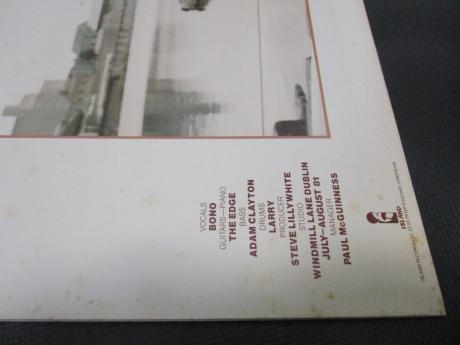 VOCALS
BONO
GUITARS—PIANO
THE EDGE
BASS
ADAM CLAYTON
DRUMS
LARRY
PRODUCER
STEVE LILLYWHITE
STUDIO
WINDMILL LANE DUBLIN
JULY—AUGUST 81
MANAGER
PAUL McGUINNESS
ISLAND